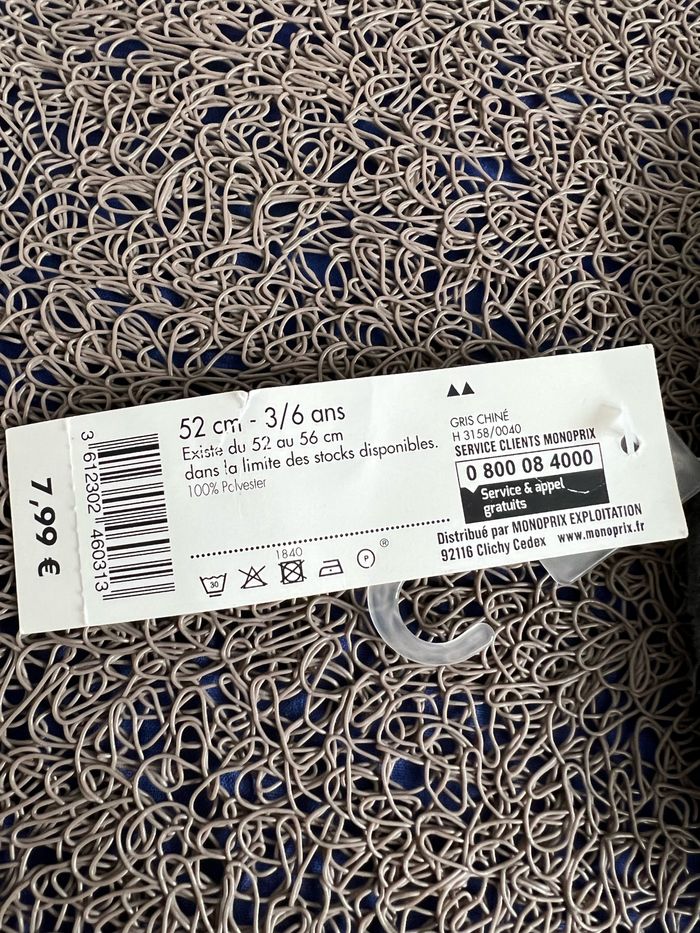 7,99 €
3 612302 460313
52 cm - 3/6 ans
Existe du 52 au 56 cm
dans la limite des stocks disponibles.
100% Polyester
1840
30
P
®
GRIS CHINÉ
H 3158/0040
SERVICE CLIENTS MONOPRIX
0 800 08 4000
Service & appel
gratuits
Distribué par MONOPRIX EXPLOITATION
92116 Clichy Cedex www.monoprix.fr